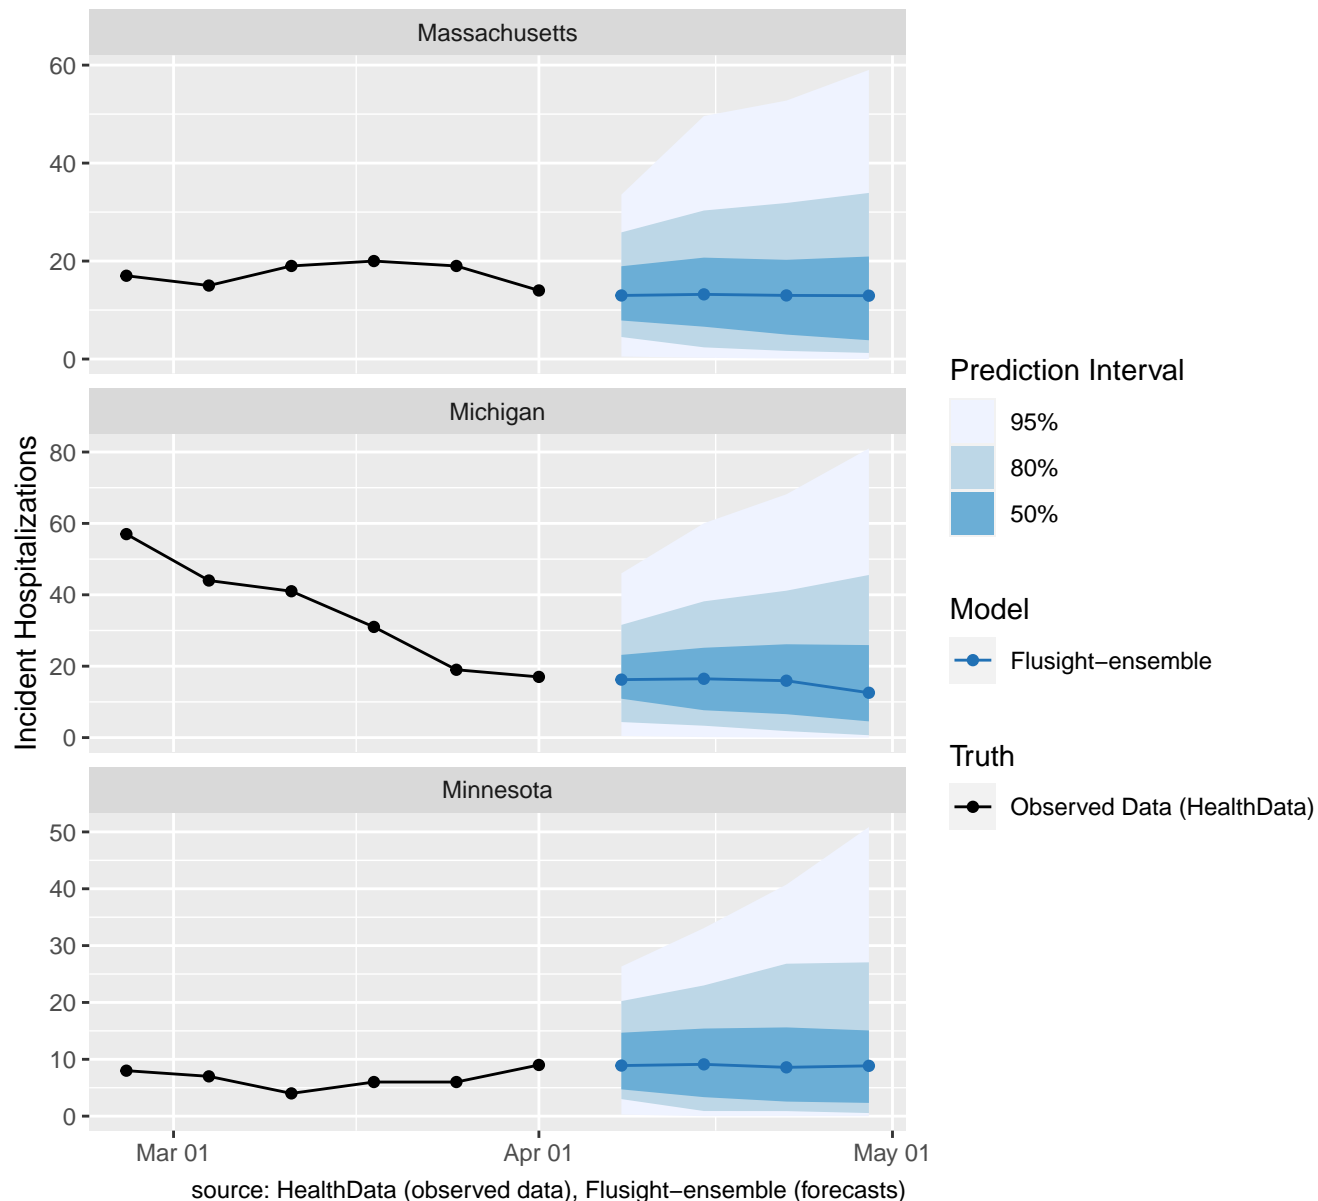 Massachusetts
60
40
20
0
Michigan
80
60
40
20
0
Minnesota
50
40
30
20
10
0
Incident Hospitalizations
Mar 01
Apr 01
May 01
source: HealthData (observed data), Flusight−ensemble (forecasts)
Prediction Interval
95%
80%
50%
Model
Flusight−ensemble
Truth
Observed Data (HealthData)